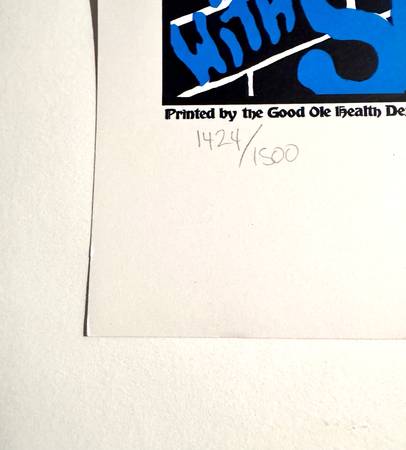 WITH S
Printed by the Good Ole Health De
1424/1500